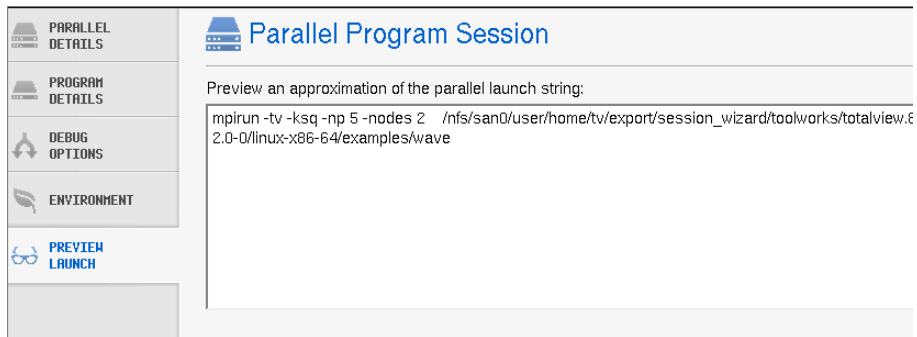 PARALLEL
DETAILS
PROGRAM
DETAILS
DEBUG
OPTIONS
ENVIRONMENT
PREVIEW
LAUNCH
Parallel Program Session
Preview an approximation of the parallel launch string:
mpirun -tv -ksq -np 5 -nodes 2 /nfs/san0/user/home/tv/export/session_wizard/toolworks/totalview.8
2.0-0/linux-x86-64/examples/wave